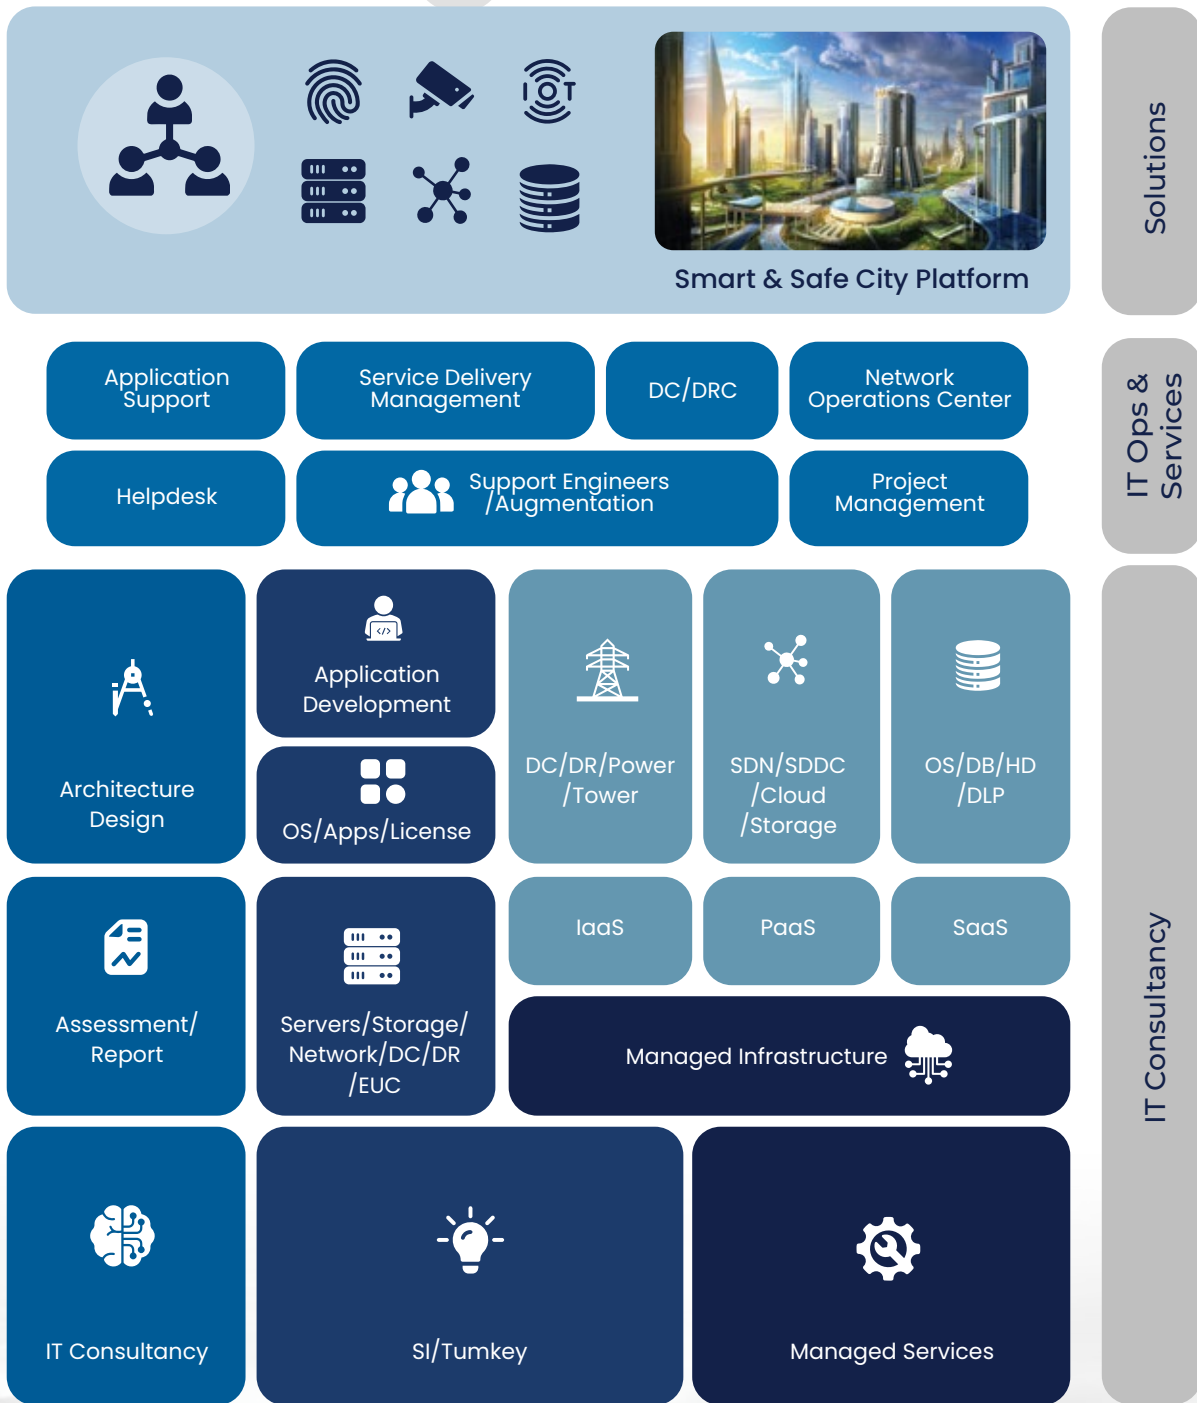 I T
Smart & Safe City Platform
Solutions
Application
Support
Service Delivery
Management
DC/DRC
Network
Operations Center
Helpdesk
Support Engineers
/Augmentation
Project
Management
IT Ops &
Services
Architecture
Design
Application
Development
OS/Apps/License
DC/DR/Power
/Tower
SDN/SDDC
/Cloud
/Storage
OS/DB/HD
/DLP
Assessment/
Report
Servers/Storage/
Network/DC/DR
/EUC
IaaS
PaaS
SaaS
Managed Infrastructure
IT Consultancy
IT Consultancy
SI/Tumkey
Managed Services